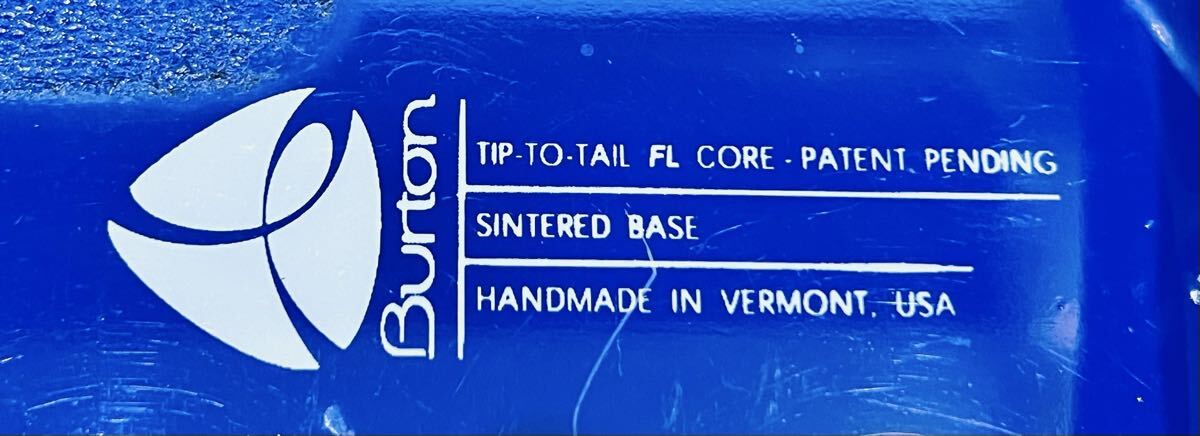 Burton
TIP-TO-TAIL FL CORE - PATENT PENDING
SINTERED BASE
HANDMADE IN VERMONT, USA